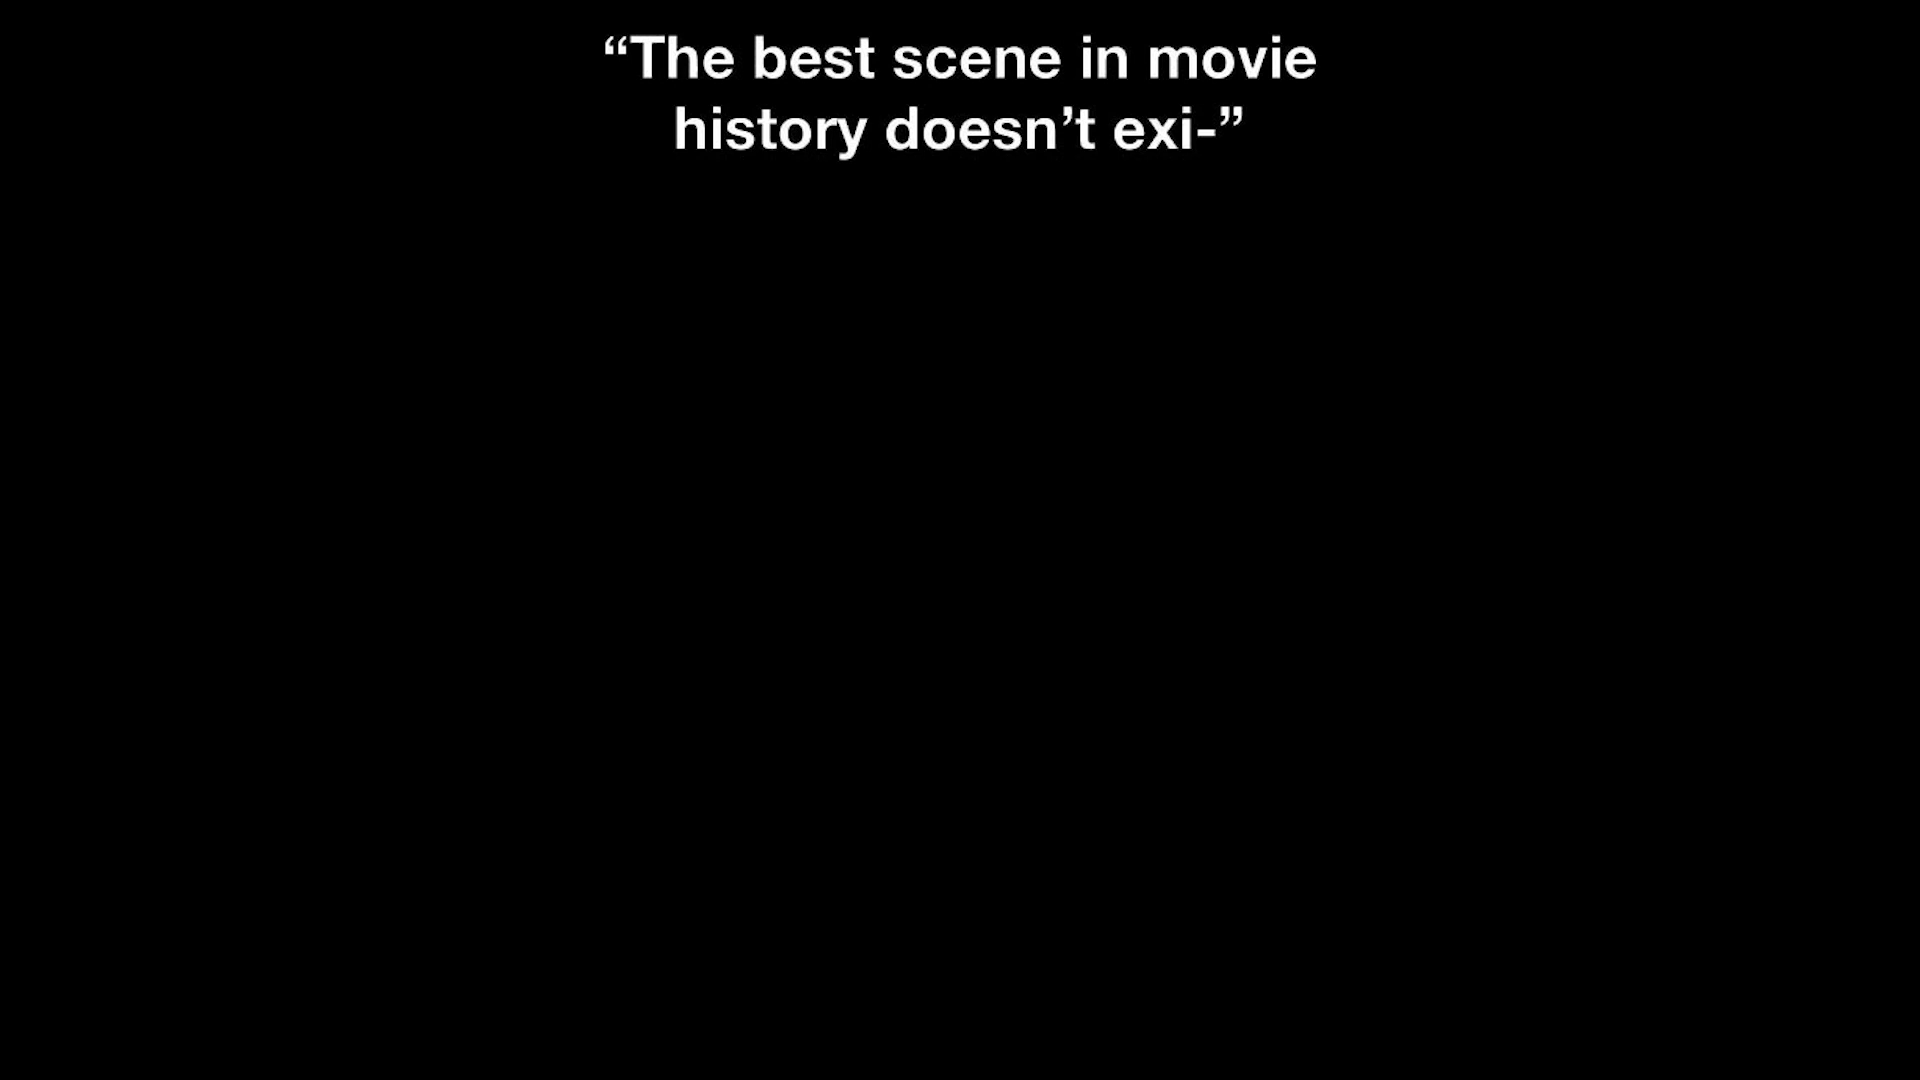 “The best scene in movie
history doesn’t exi-”